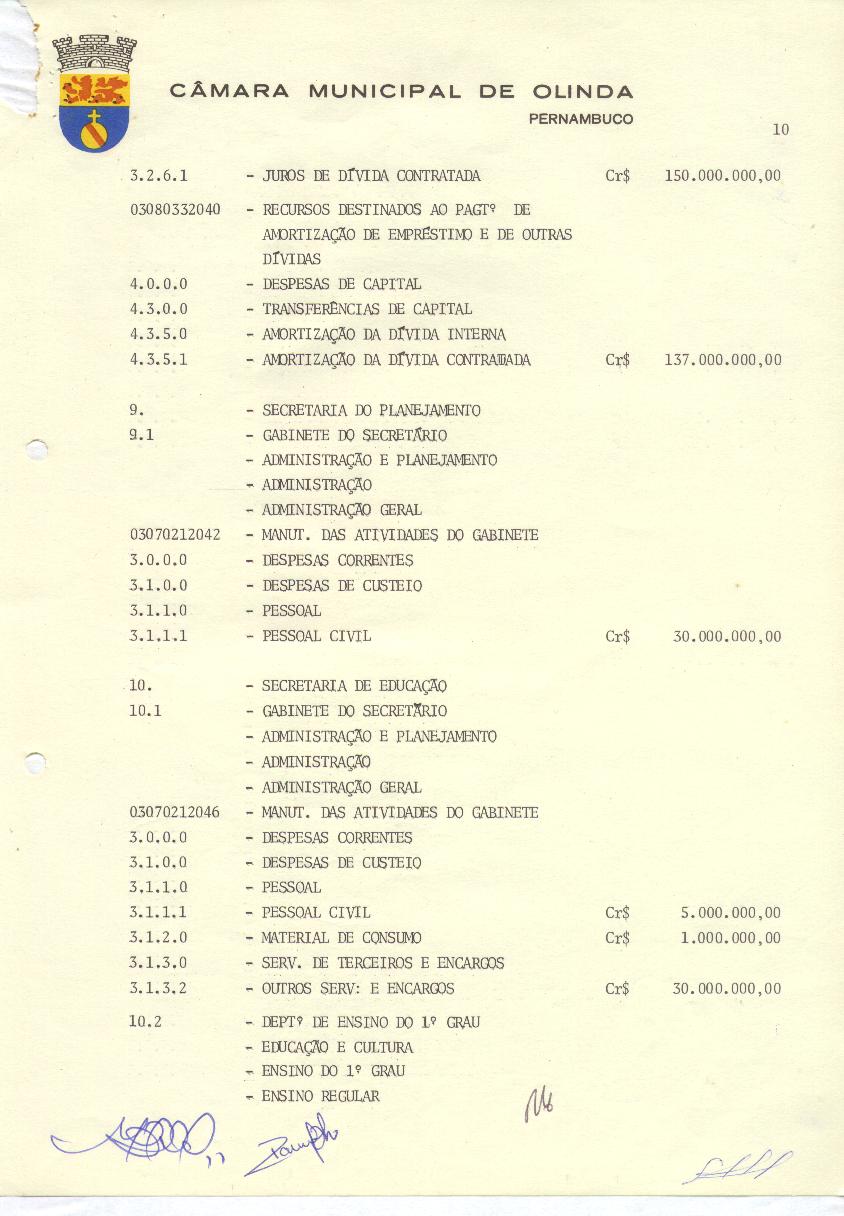 CÂMARA MUNICIPAL DE OLINDA
PERNAMBUCO
10
3.2.6.1 - JUROS DE DÍVIDA CONTRATADA Cr$ 150.000.000,00
03080332040 - RECURSOS DESTINADOS AO PAGTº DE
AMORTIZAÇÃO DE EMPRÉSTIMO E DE OUTRAS
DÍVIDAS
4.0.0.0 - DESPESAS DE CAPITAL
4.3.0.0 - TRANSFERÊNCIAS DE CAPITAL
4.3.5.0 - AMORTIZAÇÃO DA DÍVIDA INTERNA
4.3.5.1 - AMORTIZAÇÃO DA DÍVIDA CONTRATADA Cr$ 137.000.000,00
9. - SECRETARIA DO PLANEJAMENTO
9.1 - GABINETE DO SECRETÁRIO
- ADMINISTRAÇÃO E PLANEJAMENTO
- ADMINISTRAÇÃO
- ADMINISTRAÇÃO GERAL
03070212042 - MANUT. DAS ATIVIDADES DO GABINETE
3.0.0.0 - DESPESAS CORRENTES
3.1.0.0 - DESPESAS DE CUSTEIO
3.1.1.0 - PESSOAL
3.1.1.1 - PESSOAL CIVIL Cr$ 30.000.000,00
10. - SECRETARIA DE EDUCAÇÃO
10.1 - GABINETE DO SECRETÁRIO
- ADMINISTRAÇÃO E PLANEJAMENTO
- ADMINISTRAÇÃO
- ADMINISTRAÇÃO GERAL
03070212046 - MANUT. DAS ATIVIDADES DO GABINETE
3.0.0.0 - DESPESAS CORRENTES
3.1.0.0 - DESPESAS DE CUSTEIO
3.1.1.0 - PESSOAL
3.1.1.1 - PESSOAL CIVIL Cr$ 5.000.000,00
3.1.2.0 - MATERIAL DE CONSUMO Cr$ 1.000.000,00
3.1.3.0 - SERV. DE TERCEIROS E ENCARGOS
3.1.3.2 - OUTROS SERV: E ENCARGOS Cr$ 30.000.000,00
10.2 - DEPTº DE ENSINO DO 1.º GRAU
- EDUCAÇÃO E CULTURA
- ENSINO DO 1º GRAU
- ENSINO REGULAR